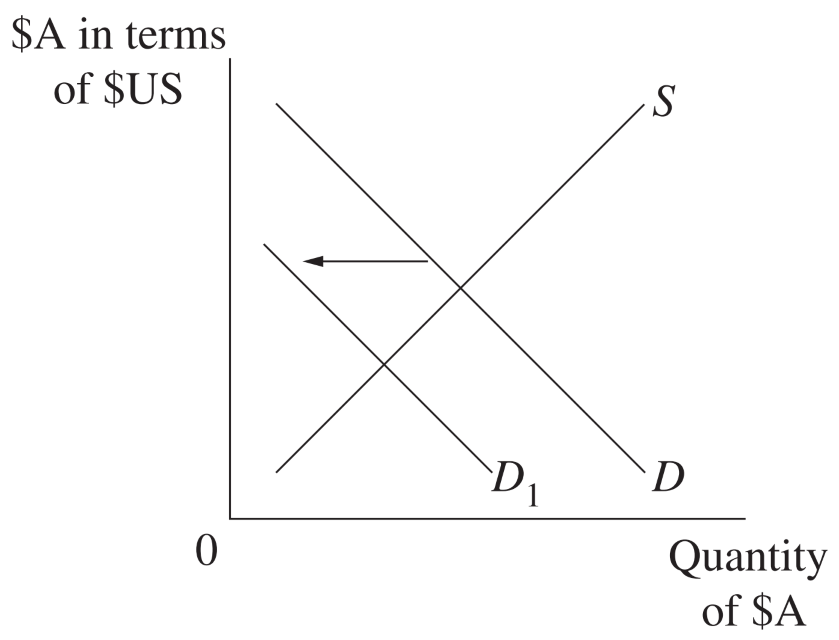 $A in terms
of $US
S
D₁
D
0
Quantity
of $A